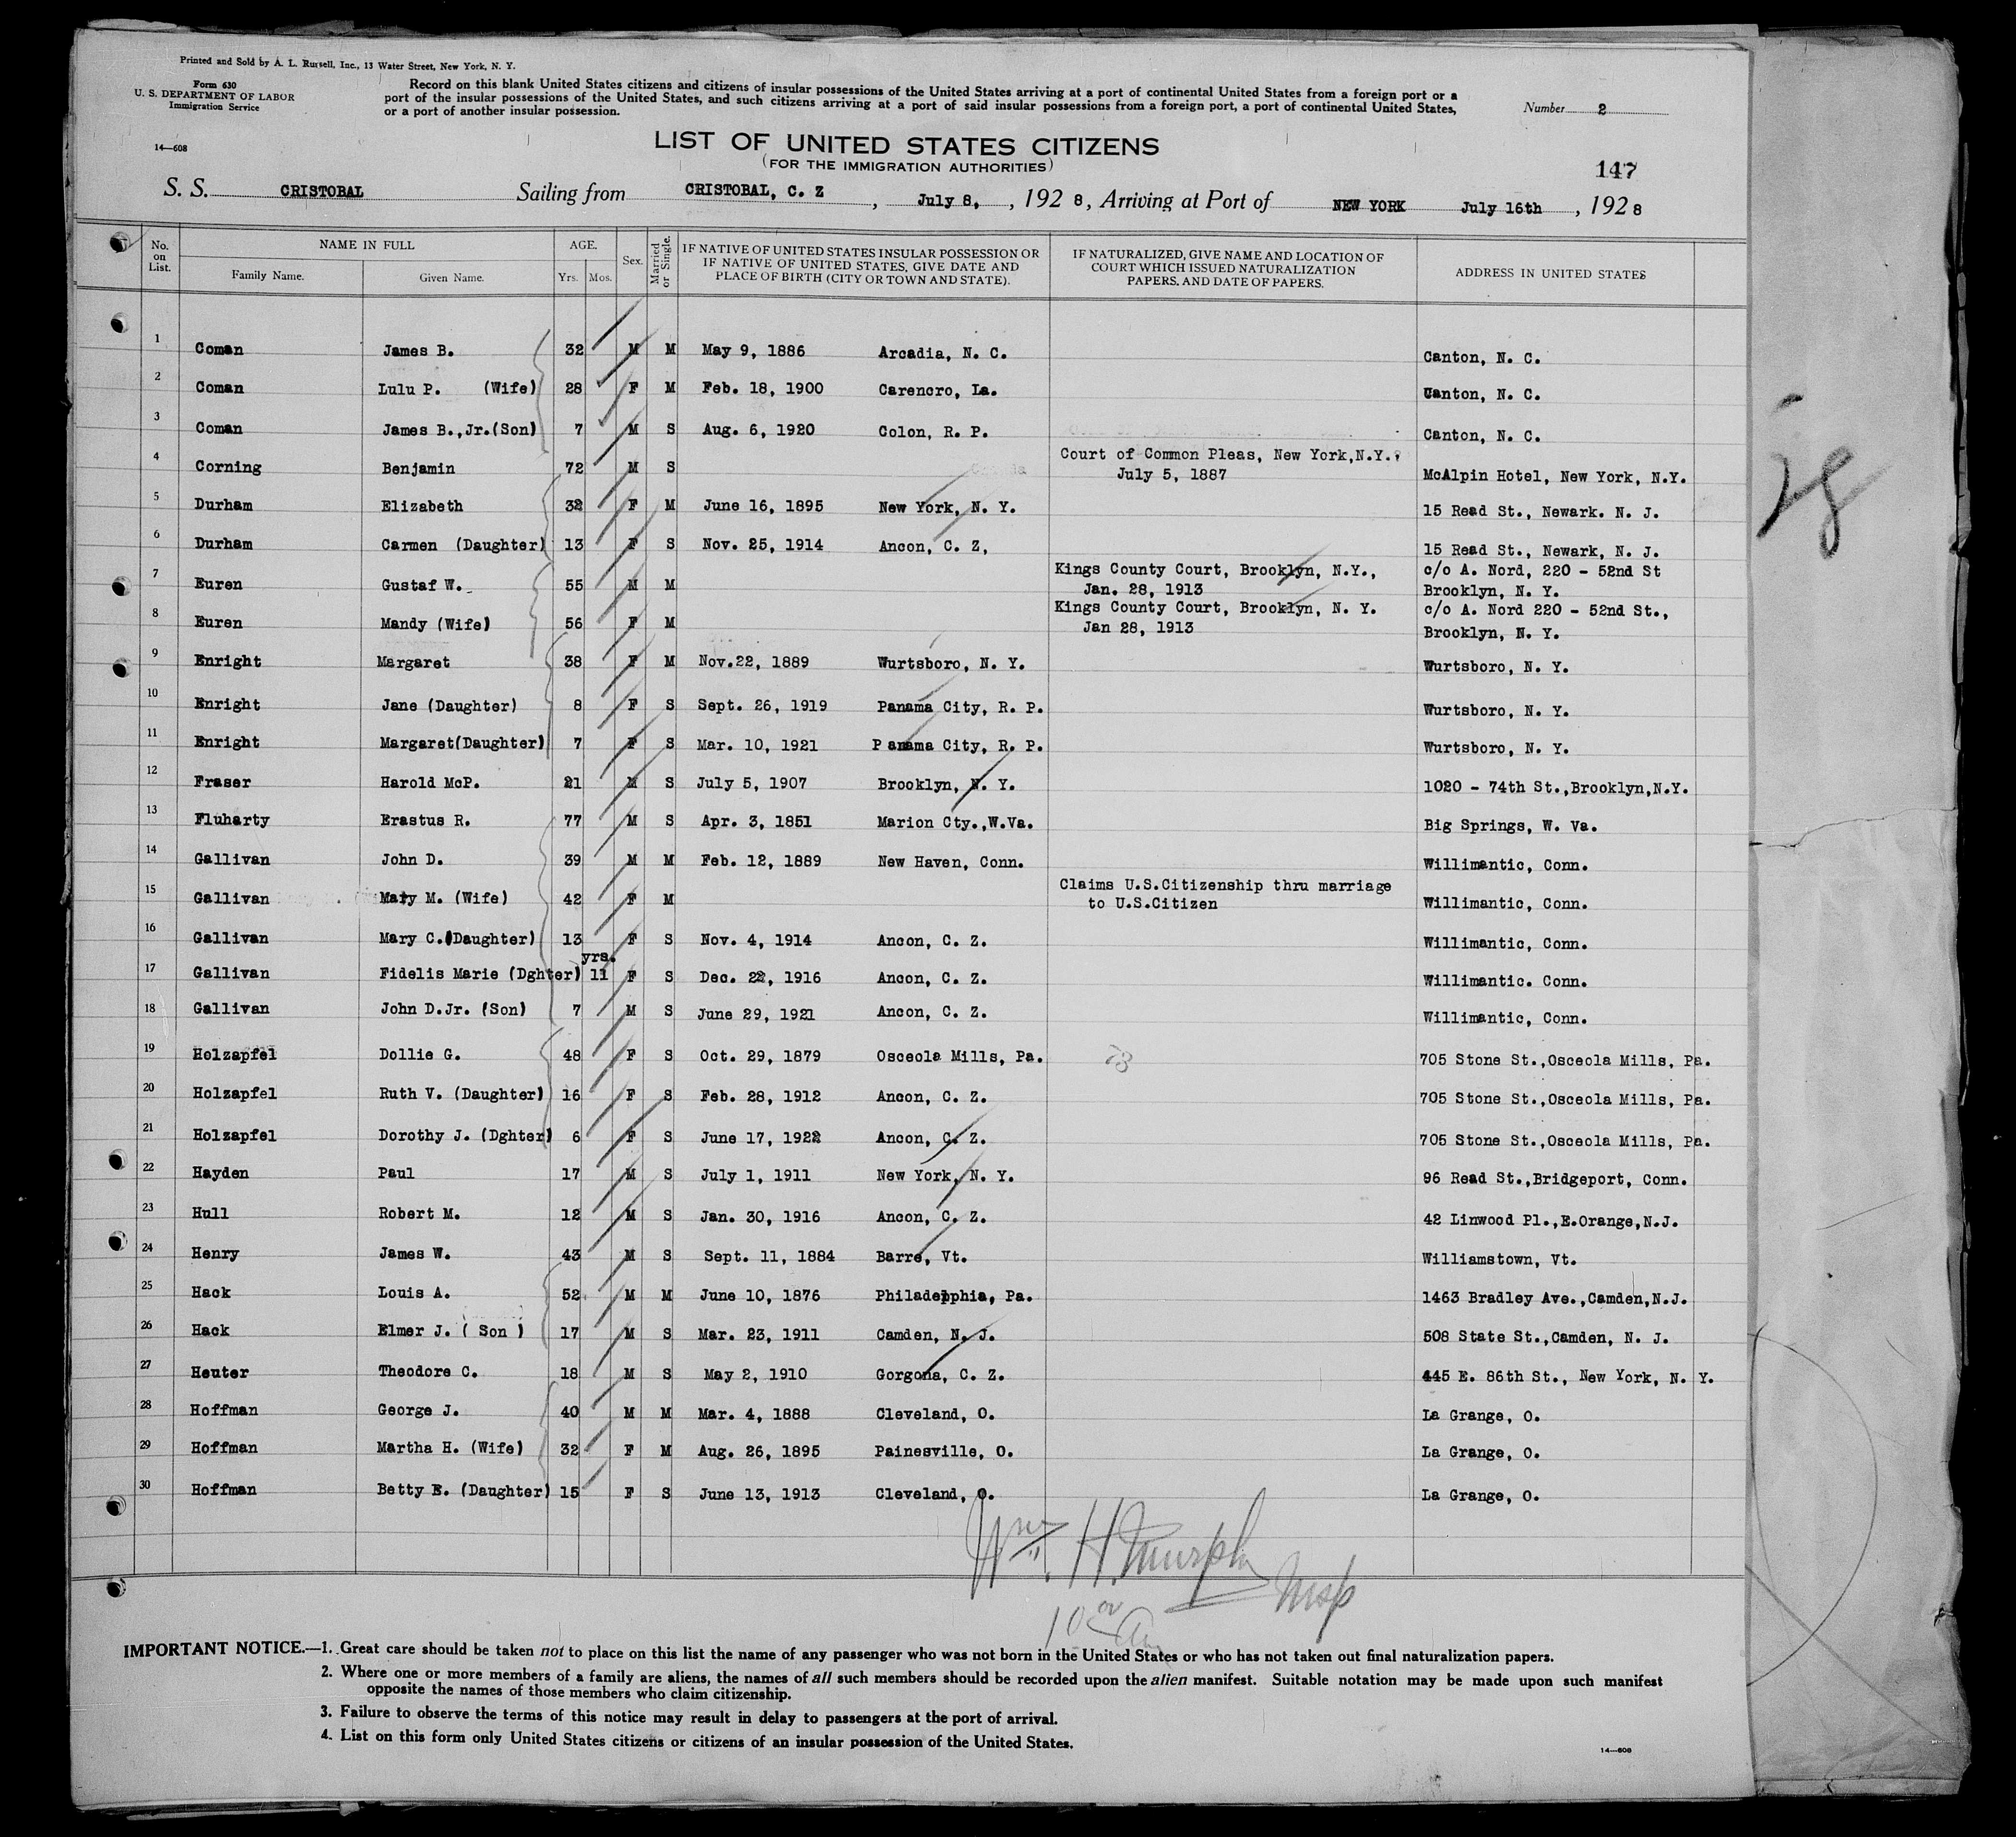 Printed and Sold by A. L. Russell, Inc., 13 Water Street, New York, N. Y.
Form 630
U. S. DEPARTMENT OF LABOR
Immigration Service
14—608
Record on this blank United States citizens and citizens of insular possessions of the United States arriving at a port of continental United States from a foreign port or a
port of the insular possessions of the United States, and such citizens arriving at a port of said insular possessions from a foreign port, a port of continental United States,
or a port of another insular possession.
Number 2
LIST OF UNITED STATES CITIZENS
(FOR THE IMMIGRATION AUTHORITIES)
147
S. S. CRISTOBAL Sailing from CRISTOBAL, C. Z , July 8, , 192 8, Arriving at Port of NEW YORK July 16th , 192 8
No. on List. NAME IN FULL Family Name. Given Name. AGE. Yrs. Mos. Sex. Married or Single. IF NATIVE OF UNITED STATES INSULAR POSSESSION OR IF NATIVE OF UNITED STATES, GIVE DATE AND PLACE OF BIRTH (CITY OR TOWN AND STATE). IF NATURALIZED, GIVE NAME AND LOCATION OF COURT WHICH ISSUED NATURALIZATION PAPERS, AND DATE OF PAPERS. ADDRESS IN UNITED STATES
1 Coman James B. 32 M M May 9, 1886 Arcadia, N. C. Canton, N. C.
2 Coman Lulu P. (Wife) 28 F M Feb. 18, 1900 Carencro, La. Canton, N. C.
3 Coman James B.,Jr.(Son) 7 M S Aug. 6, 1920 Colon, R. P. Canton, N. C.
4 Corning Benjamin 72 M S Court of Common Pleas, New York,N.Y., July 5, 1887 McAlpin Hotel, New York, N.Y.
5 Durham Elizabeth 32 F M June 16, 1895 New York, N. Y. 15 Read St., Newark. N. J.
6 Durham Carmen (Daughter) 13 F S Nov. 25, 1914 Ancon, C. Z, 15 Read St., Newark, N. J.
7 Euren Gustaf W. 55 M M Kings County Court, Brooklyn, N.Y., Jan. 28, 1913 c/o A. Nord, 220 - 52nd St Brooklyn, N. Y.
8 Euren Mandy (Wife) 56 F M Kings County Court, Brooklyn, N. Y. Jan 28, 1913 c/o A. Nord 220 - 52nd St., Brooklyn, N. Y.
9 Enright Margaret 38 F M Nov.22, 1889 Wurtsboro, N. Y. Wurtsboro, N. Y.
10 Enright Jane (Daughter) 8 F S Sept. 26, 1919 Panama City, R. P. Wurtsboro, N. Y.
11 Enright Margaret(Daughter) 7 F S Mar. 10, 1921 P anama City, R. P. Wurtsboro, N. Y.
12 Fraser Harold McP. 21 M S July 5, 1907 Brooklyn, N. Y. 1020 - 74th St.,Brooklyn,N.Y.
13 Fluharty Erastus R. 77 M S Apr. 3, 1851 Marion Cty.,W.Va. Big Springs, W. Va.
14 Gallivan John D. 39 M M Feb. 12, 1889 New Haven, Conn. Willimantic, Conn.
15 Gallivan Mary M. (Wife) 42 F M Claims U.S.Citizenship thru marriage to U.S.Citizen Willimantic, Conn.
16 Gallivan Mary C.(Daughter) 13 F S Nov. 4, 1914 Ancon, C. Z. Willimantic, Conn.
17 Gallivan Fidelis Marie (Dghter) yrs. 11 F S Dec. 22, 1916 Ancon, C. Z. Willimantic. Conn.
18 Gallivan John D.Jr. (Son) 7 M S June 29, 1921 Ancon, C. Z. Willimantic, Conn.
19 Holzapfel Dollie G. 48 F S Oct. 29, 1879 Osceola Mills, Pa. 705 Stone St.,Osceola Mills, Pa.
20 Holzapfel Ruth V. (Daughter) 16 F S Feb. 28, 1912 Ancon, C. Z. 705 Stone St.,Osceola Mills, Pa.
21 Holzapfel Dorothy J. (Dghter) 6 F S June 17, 1922 Ancon, C. Z. 705 Stone St.,Osceola Mills, Pa.
22 Hayden Paul 17 M S July 1, 1911 New York, N. Y. 96 Read St.,Bridgeport, Conn.
23 Hull Robert M. 12 M S Jan. 30, 1916 Ancon, C. Z. 42 Linwood Pl.,E.Orange,N.J.
24 Henry James W. 43 M S Sept. 11, 1884 Barre, Vt. Williamstown, Vt.
25 Hack Louis A. 52 M M June 10, 1876 Philadelphia, Pa. 1463 Bradley Ave.,Camden,N.J.
26 Hack Elmer J. ( Son ) 17 M S Mar. 23, 1911 Camden, N. J. 508 State St.,Camden, N. J.
27 Heuter Theodore C. 18 M S May 2, 1910 Gorgona, C. Z. 445 E. 86th St., New York, N. Y.
28 Hoffman George J. 40 M M Mar. 4, 1888 Cleveland, O. La Grange, O.
29 Hoffman Martha H. (Wife) 32 F M Aug. 26, 1895 Painesville, O. La Grange, O.
30 Hoffman Betty E. (Daughter) 15 F S June 13, 1913 Cleveland, O. La Grange, O.
Wm. H. Murphy
IMPORTANT NOTICE.—1. Great care should be taken not to place on this list the name of any passenger who was not born in the United States or who has not taken out final naturalization papers.
2. Where one or more members of a family are aliens, the names of all such members should be recorded upon the alien manifest. Suitable notation may be made upon such manifest
opposite the names of those members who claim citizenship.
3. Failure to observe the terms of this notice may result in delay to passengers at the port of arrival.
4. List on this form only United States citizens or citizens of an insular possession of the United States.
14—608
28